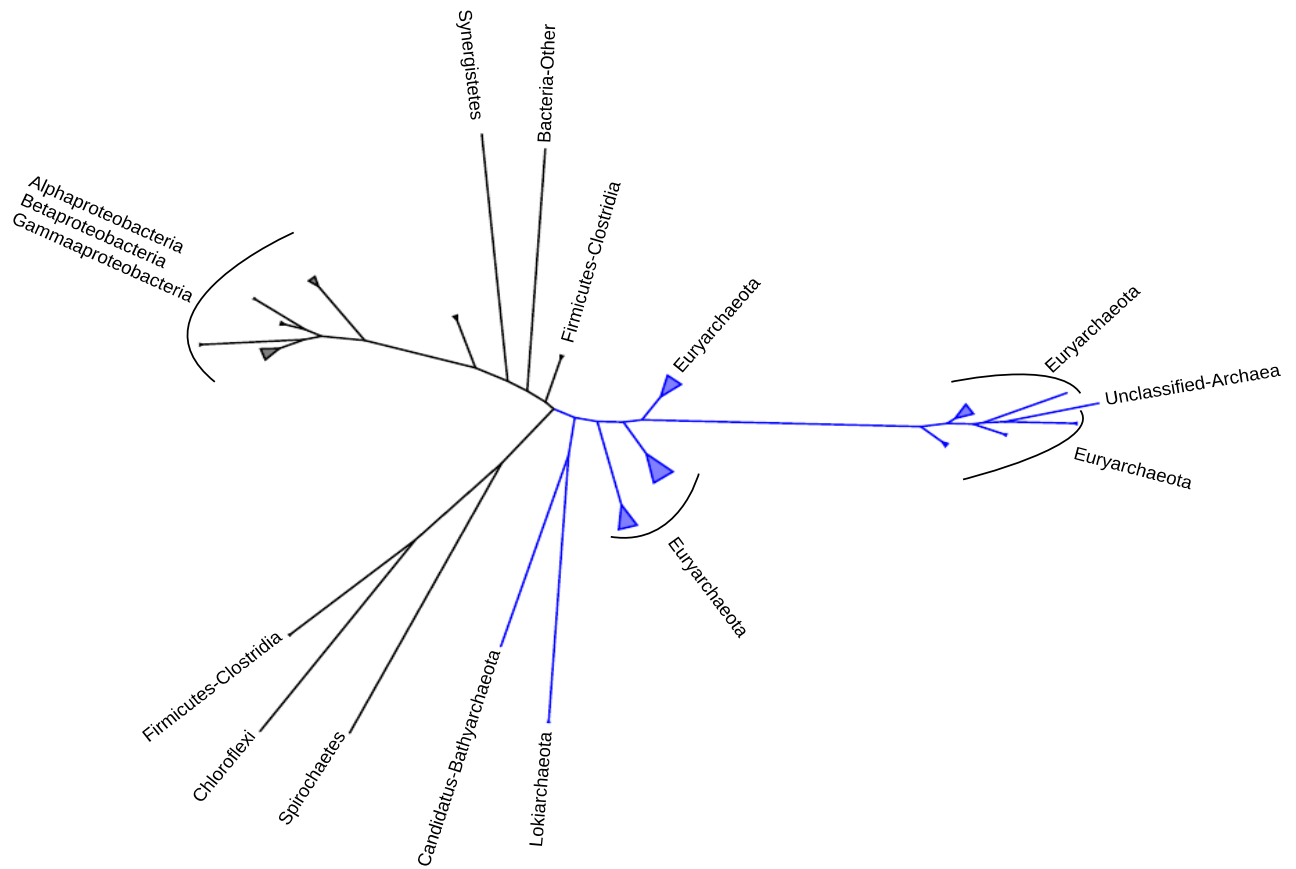 Synergistetes
Bacteria-Other
Alphaproteobacteria
Betaproteobacteria
Gammaaproteobacteria
Firmicutes-Clostridia
Euryarchaeota
Euryarchaeota
Unclassified-Archaea
Euryarchaeota
Euryarchaeota
Firmicutes-Clostridia
Chloroflexi
Spirochaetes
Candidatus-Bathyarchaeota
Lokiarchaeota